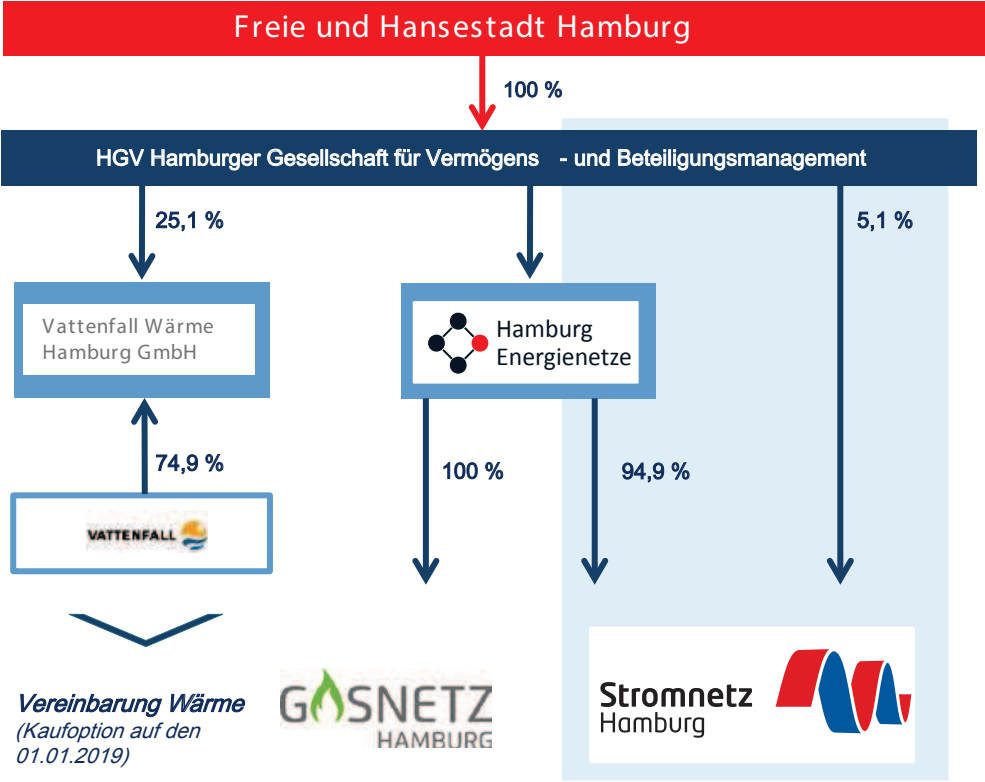 Freie und Hansestadt Hamburg
100 %
HGV Hamburger Gesellschaft für Vermögens - und Beteiligungsmanagement
25,1 %
5,1 %
Vattenfall Wärme
Hamburg GmbH
Hamburg
Energienetze
74,9 %
100 %
94,9 %
VATTENFALL
Vereinbarung Wärme
(Kaufoption auf den
01.01.2019)
GASNETZ
HAMBURG
Stromnetz
Hamburg